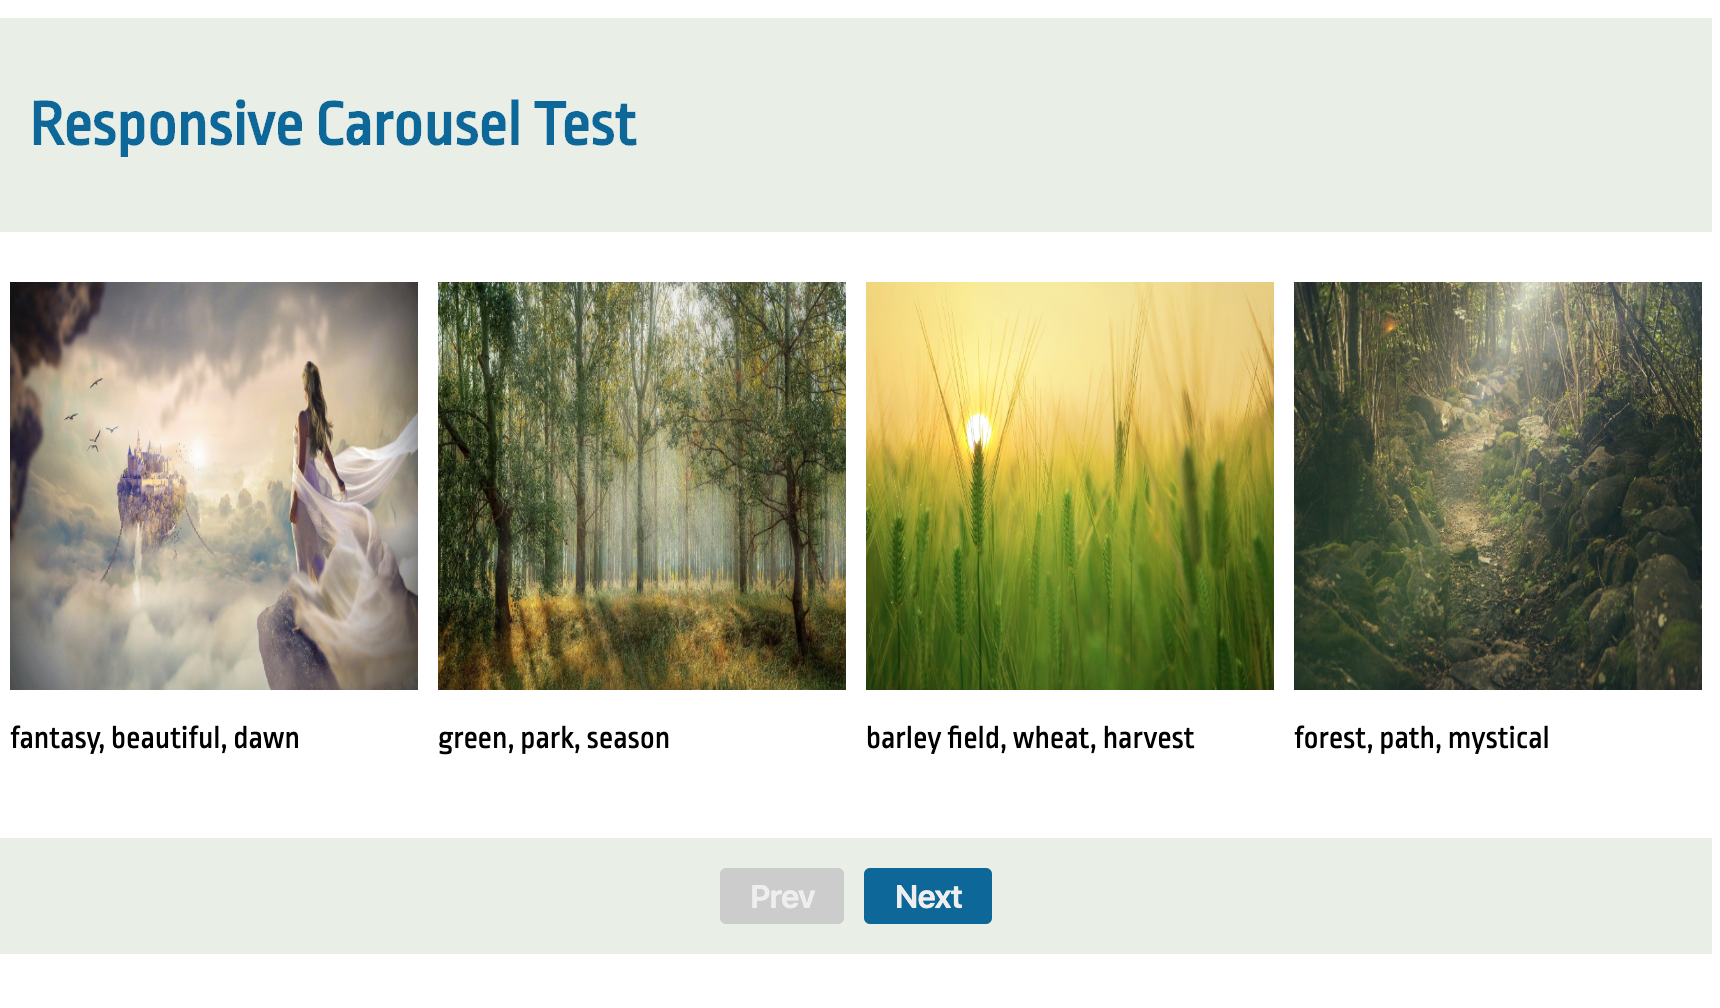 Responsive Carousel Test
fantasy, beautiful, dawn
green, park, season
barley field, wheat, harvest
forest, path, mystical
Prev
Next